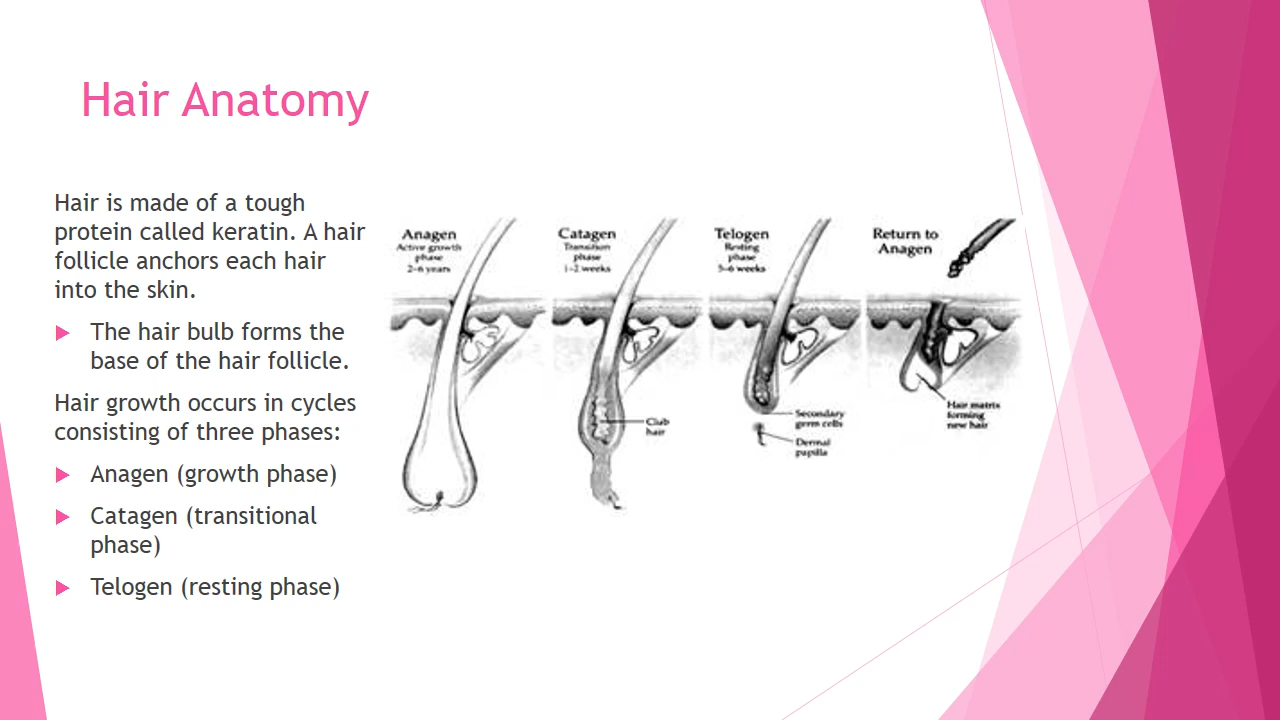 Hair Anatomy
Hair is made of a tough
protein called keratin. A hair
follicle anchors each hair
into the skin.
The hair bulb forms the
base of the hair follicle.
Hair growth occurs in cycles
consisting of three phases:
Anagen (growth phase)
Catagen (transitional
phase)
Telogen (resting phase)
Anagen
Active growth
phase
2-6 years
Catagen
Transition
phase
1-2 weeks
Club
hair
Telogen
Resting
phase
5-6 weeks
Secondary
germ cells
Dermal
papilla
Return to
Anagen
Hair matrix
forming
new hair